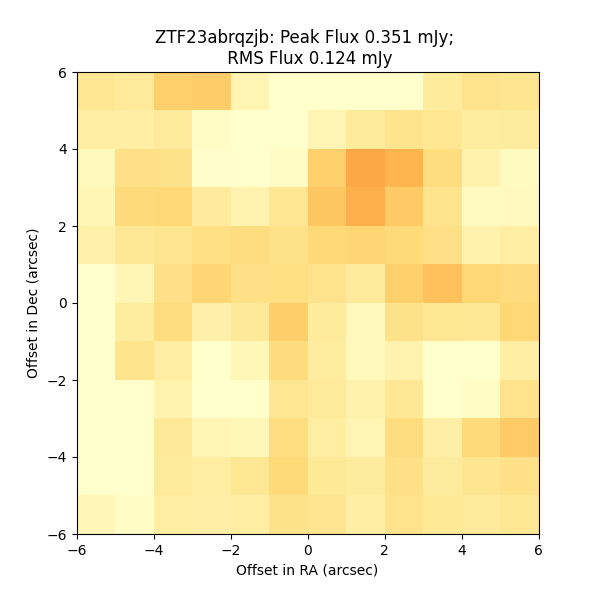 ZTF23abrqzjb: Peak Flux 0.351 mJy;
RMS Flux 0.124 mJy
6
4
2
0
−2
−4
−6
Offset in Dec (arcsec)
−6 −4 −2 0 2 4 6
Offset in RA (arcsec)